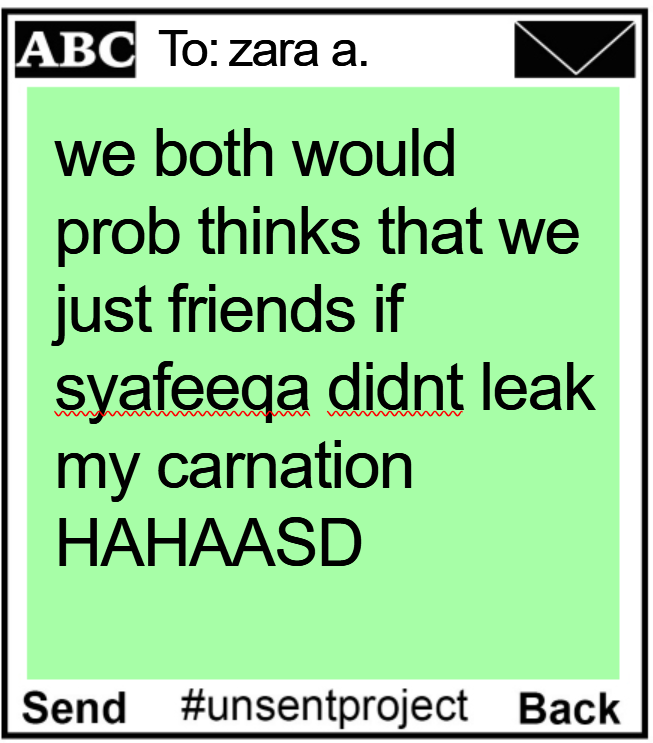 ABC To: zara a.
we both would
prob thinks that we
just friends if
syafeeqa didnt leak
my carnation
HAHAASD
Send #unsentproject Back